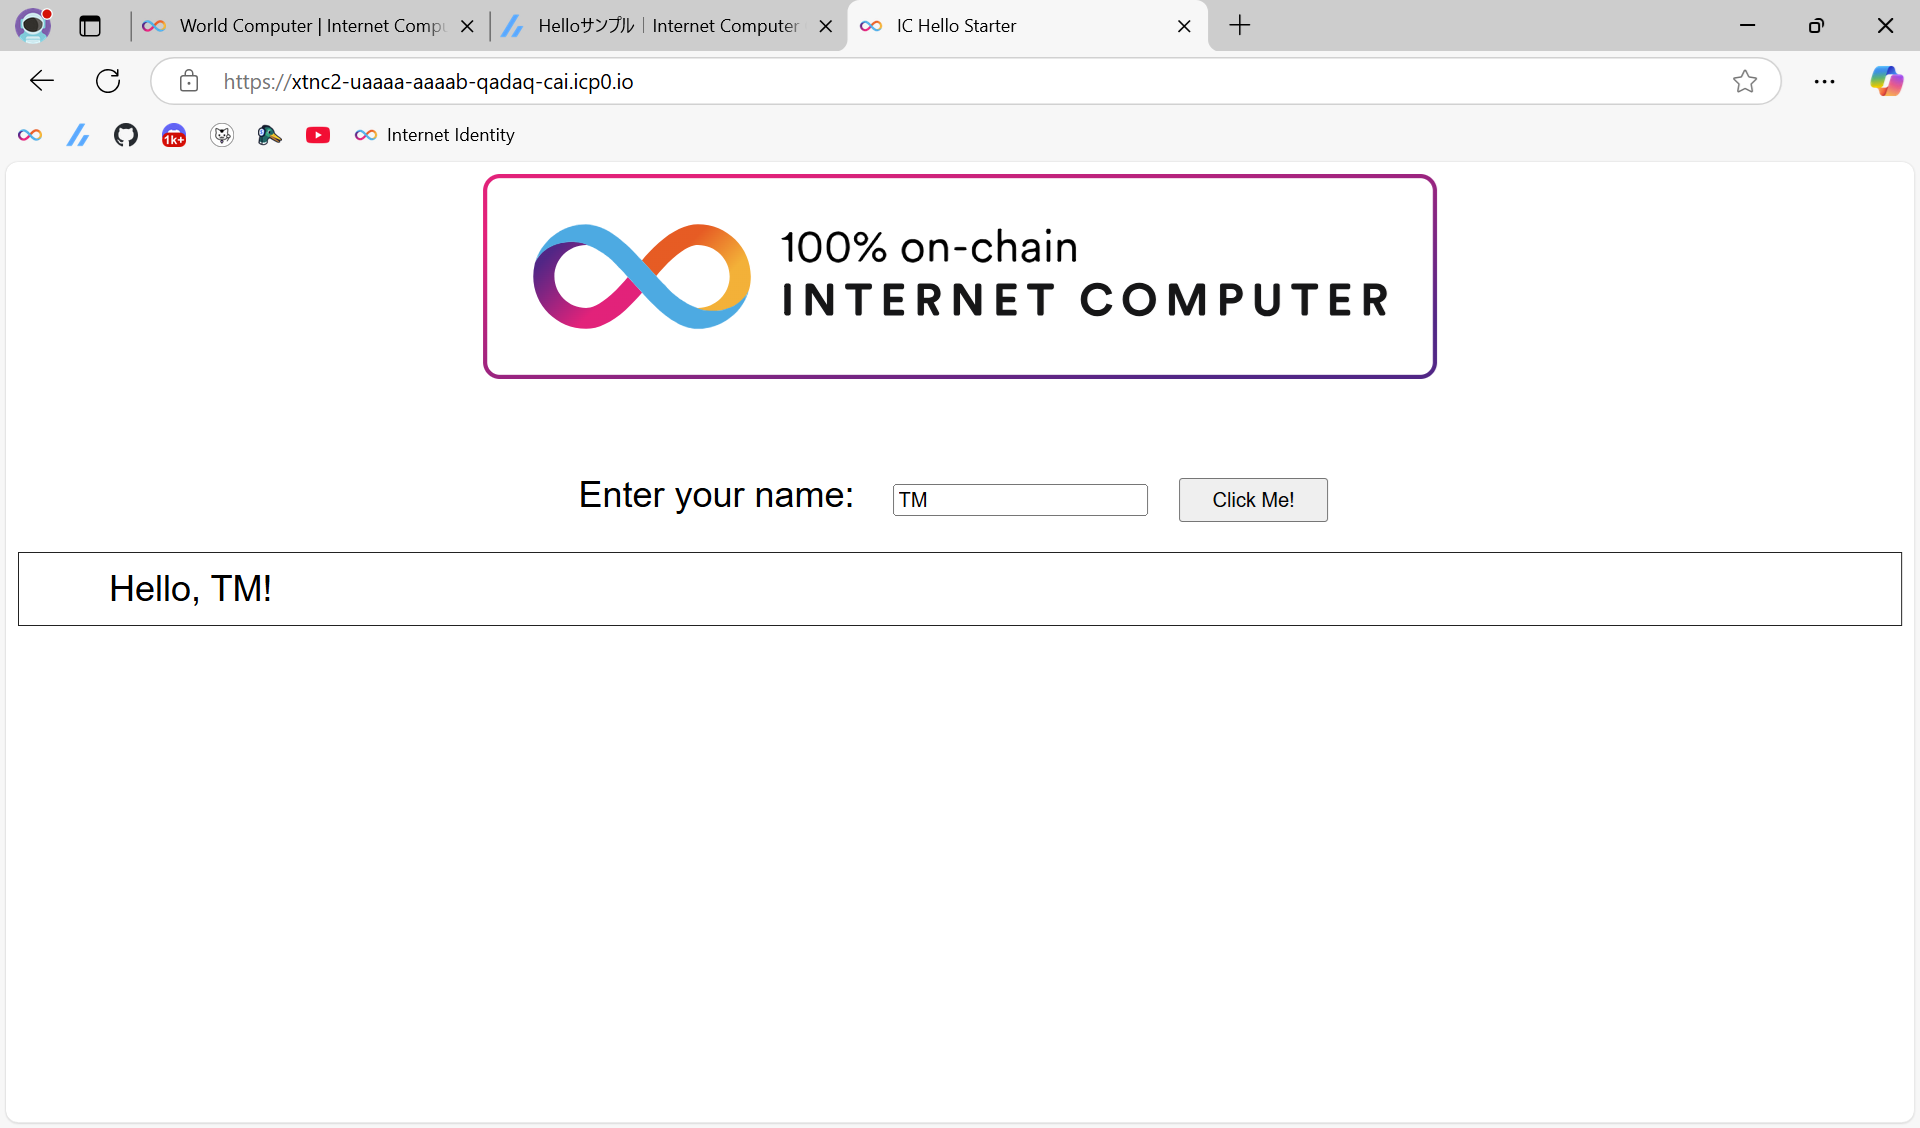 World Computer | Internet Comp
Helloサンプル｜Internet Computer
IC Hello Starter
https://xtnc2-uaaaa-aaaab-qadaq-cai.icp0.io
1k+
Internet Identity
100% on-chain
INTERNET COMPUTER
Enter your name:
TM
Click Me!
Hello, TM!